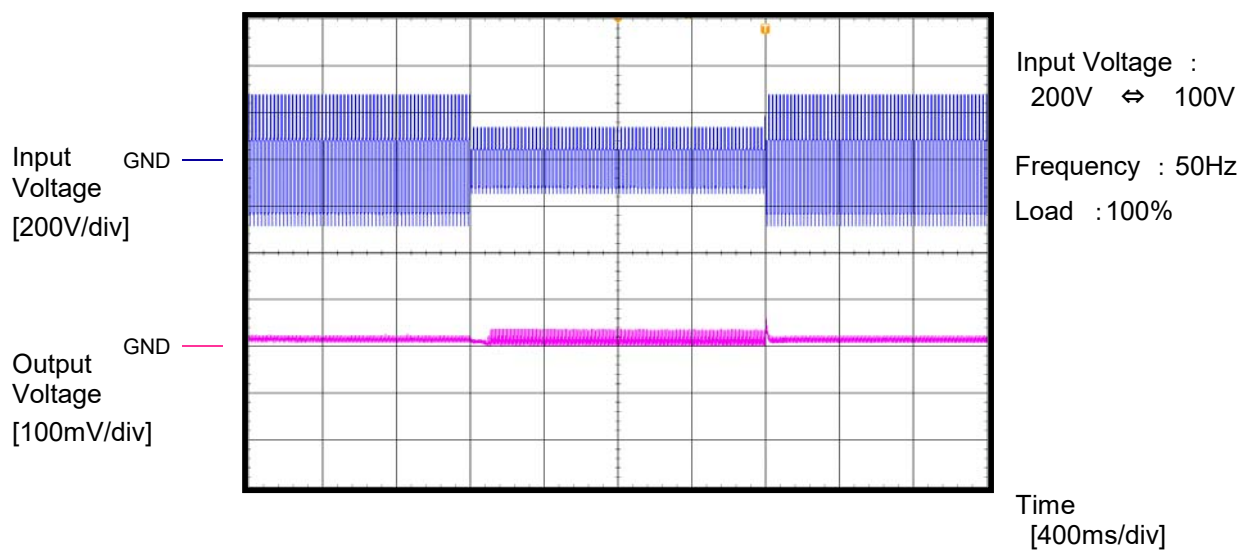 Input Voltage :
200V ⇔ 100V
Input
Voltage
[200V/div]
GND
Frequency : 50Hz
Load :100%
Output
Voltage
[100mV/div]
GND
T
Time
[400ms/div]